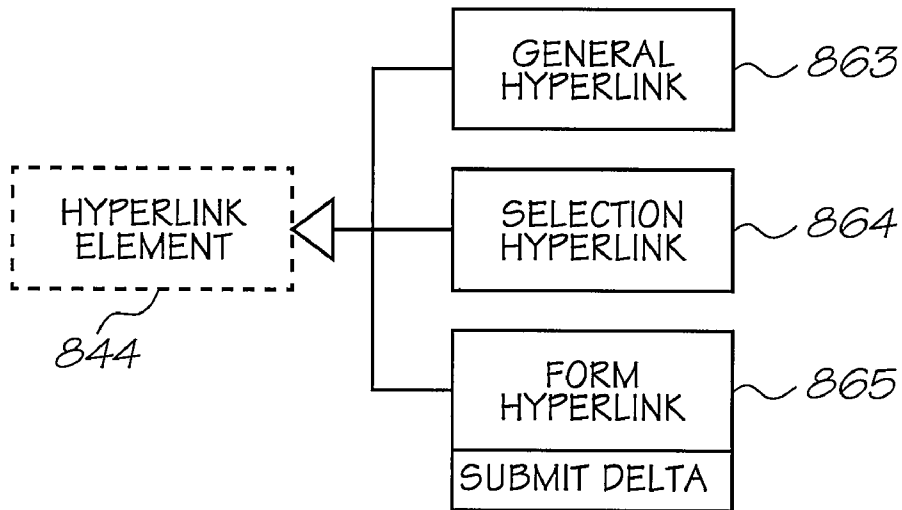 GENERAL
HYPERLINK
863
HYPERLINK
ELEMENT
844
SELECTION
HYPERLINK
864
FORM
HYPERLINK
865
SUBMIT DELTA